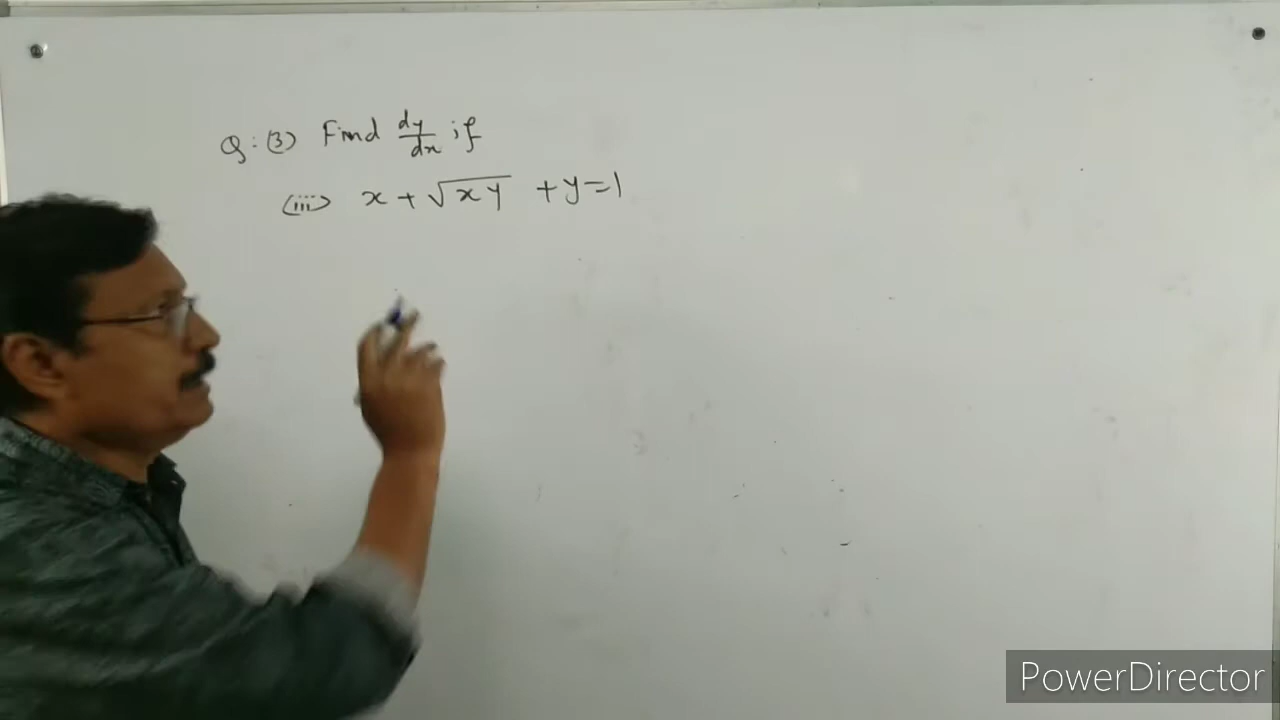 Q:(3) Find dy/dx if
(iii) x + √xy + y = 1
PowerDirector